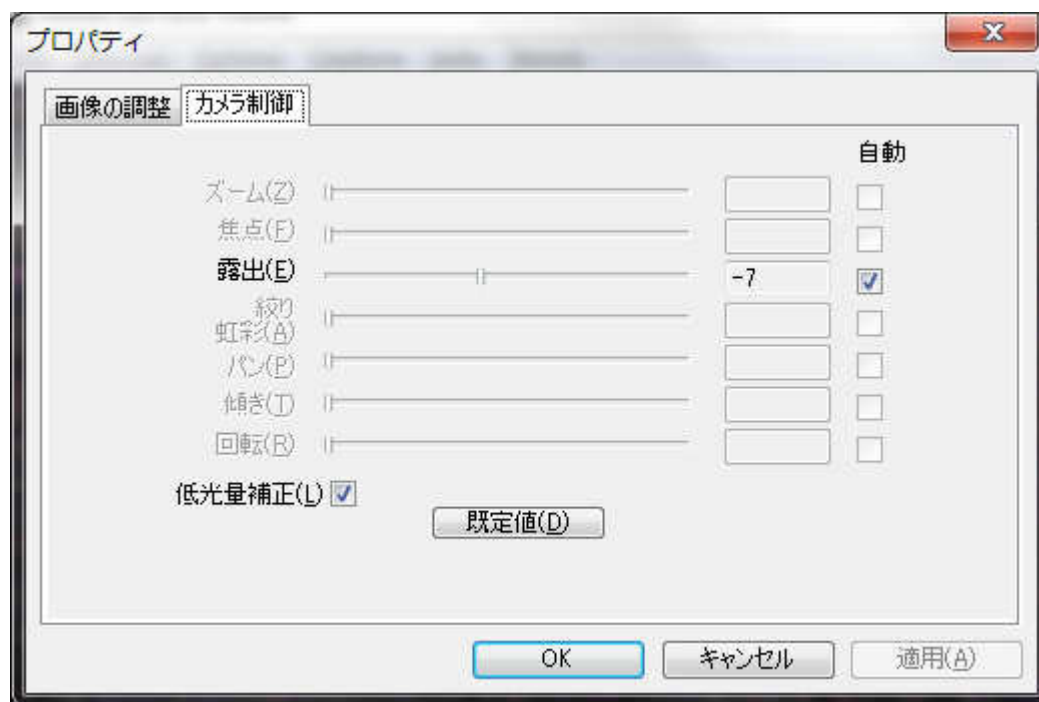 プロパティ
画像の調整 カメラ制御
自動
ズーム(Z)
焦点(F)
露出(E) -7
絞り
虹彩(A)
パン(P)
傾き(T)
回転(R)
低光量補正(L)
既定値(D)
OK キャンセル 適用(A)